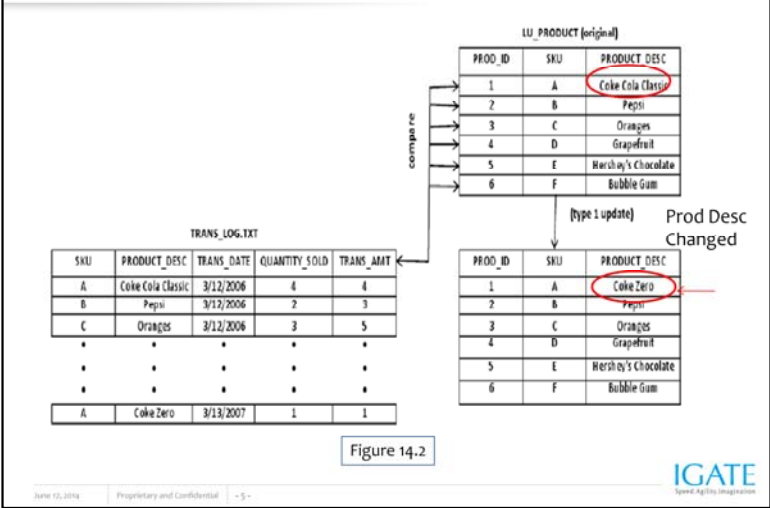 LU_PRODUCT (original)
PROD_ID SKU PRODUCT_DESC
1 A Coke Cola Classic
2 B Pepsi
3 C Oranges
4 D Grapefruit
5 E Hershey's Chocolate
6 F Bubble Gum
compare
(type 1 update)
Prod Desc
Changed
TRANS_LOG.TXT
SKU PRODUCT_DESC TRANS_DATE QUANTITY_SOLD TRANS_AMT
A Coke Cola Classic 3/12/2006 4 4
B Pepsi 3/12/2006 2 3
C Oranges 3/12/2006 3 5
A Coke Zero 3/13/2007 1 1
PROD_ID SKU PRODUCT_DESC
1 A Coke Zero
2 B Pepsi
3 C Oranges
4 D Grapefruit
5 E Hershey's Chocolate
6 F Bubble Gum
Figure 14.2
June 17, 2014 Proprietary and Confidential - 5 -
IGATE
Speed.Agility.Imagination